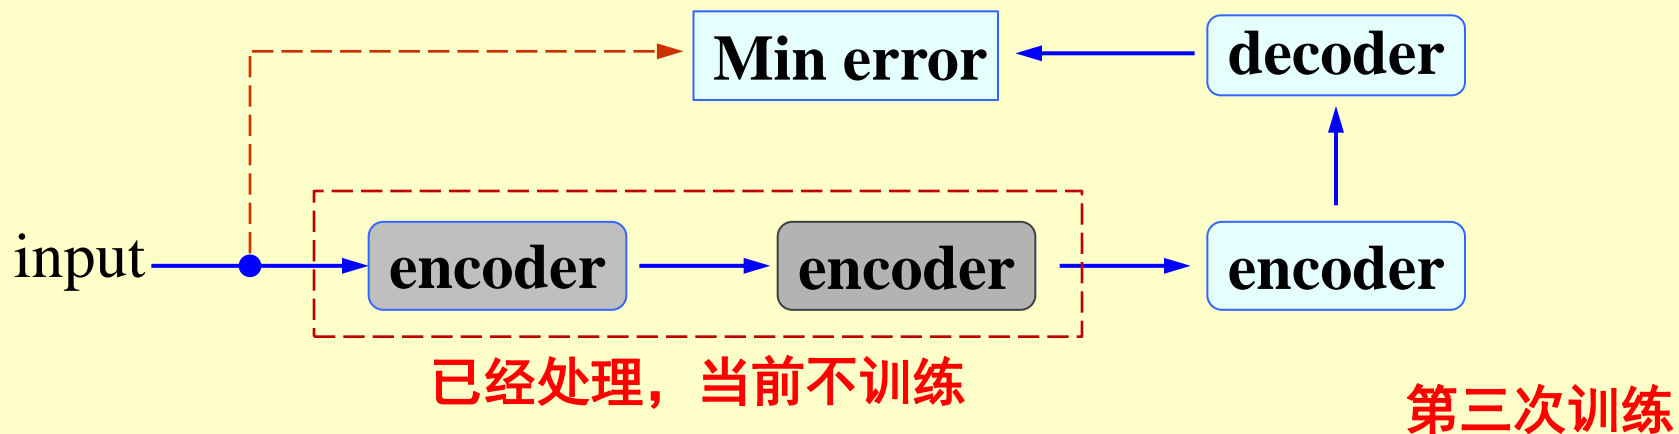 Min error
decoder
input
encoder
encoder
encoder
已经处理，当前不训练
第三次训练